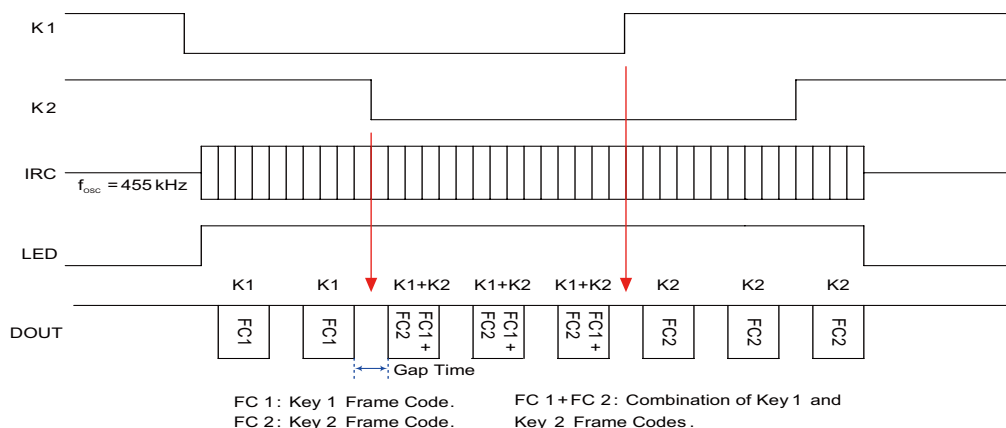 K1
K2
IRC
fosc = 455 kHz
LED
K1 K1 K1+K2 K1+K2 K1+K2 K2 K2 K2
DOUT
FC1 FC1 FC1 + FC2 FC1 + FC2 FC1 + FC2 FC2 FC2 FC2
Gap Time
FC 1: Key 1 Frame Code. FC 1+FC 2: Combination of Key 1 and
FC 2: Key 2 Frame Code. Key 2 Frame Codes.